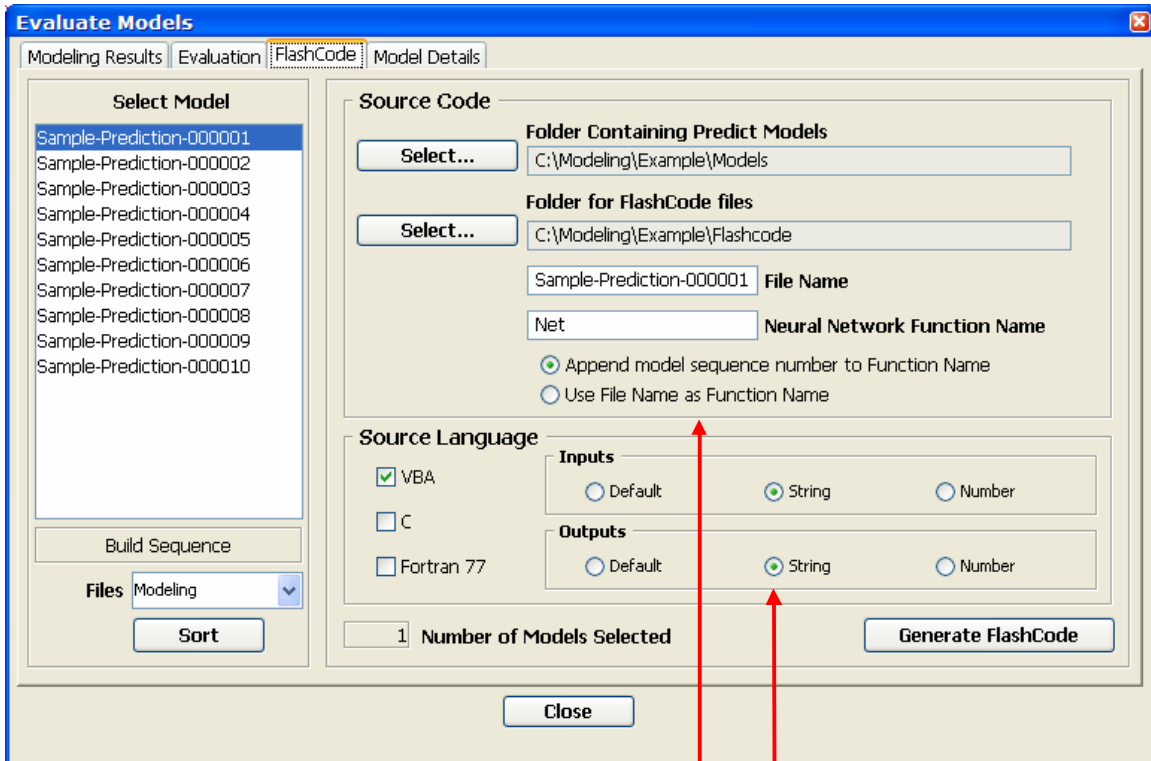 Evaluate Models
Modeling Results Evaluation FlashCode Model Details
Select Model
Sample-Prediction-000001
Sample-Prediction-000002
Sample-Prediction-000003
Sample-Prediction-000004
Sample-Prediction-000005
Sample-Prediction-000006
Sample-Prediction-000007
Sample-Prediction-000008
Sample-Prediction-000009
Sample-Prediction-000010
Build Sequence
Files Modeling
Sort
Source Code
Folder Containing Predict Models
Select... C:\Modeling\Example\Models
Folder for FlashCode files
Select... C:\Modeling\Example\Flashcode
Sample-Prediction-000001 File Name
Net Neural Network Function Name
Append model sequence number to Function Name
Use File Name as Function Name
Source Language
VBA
C
Fortran 77
Inputs
Default String Number
Outputs
Default String Number
1 Number of Models Selected
Generate FlashCode
Close